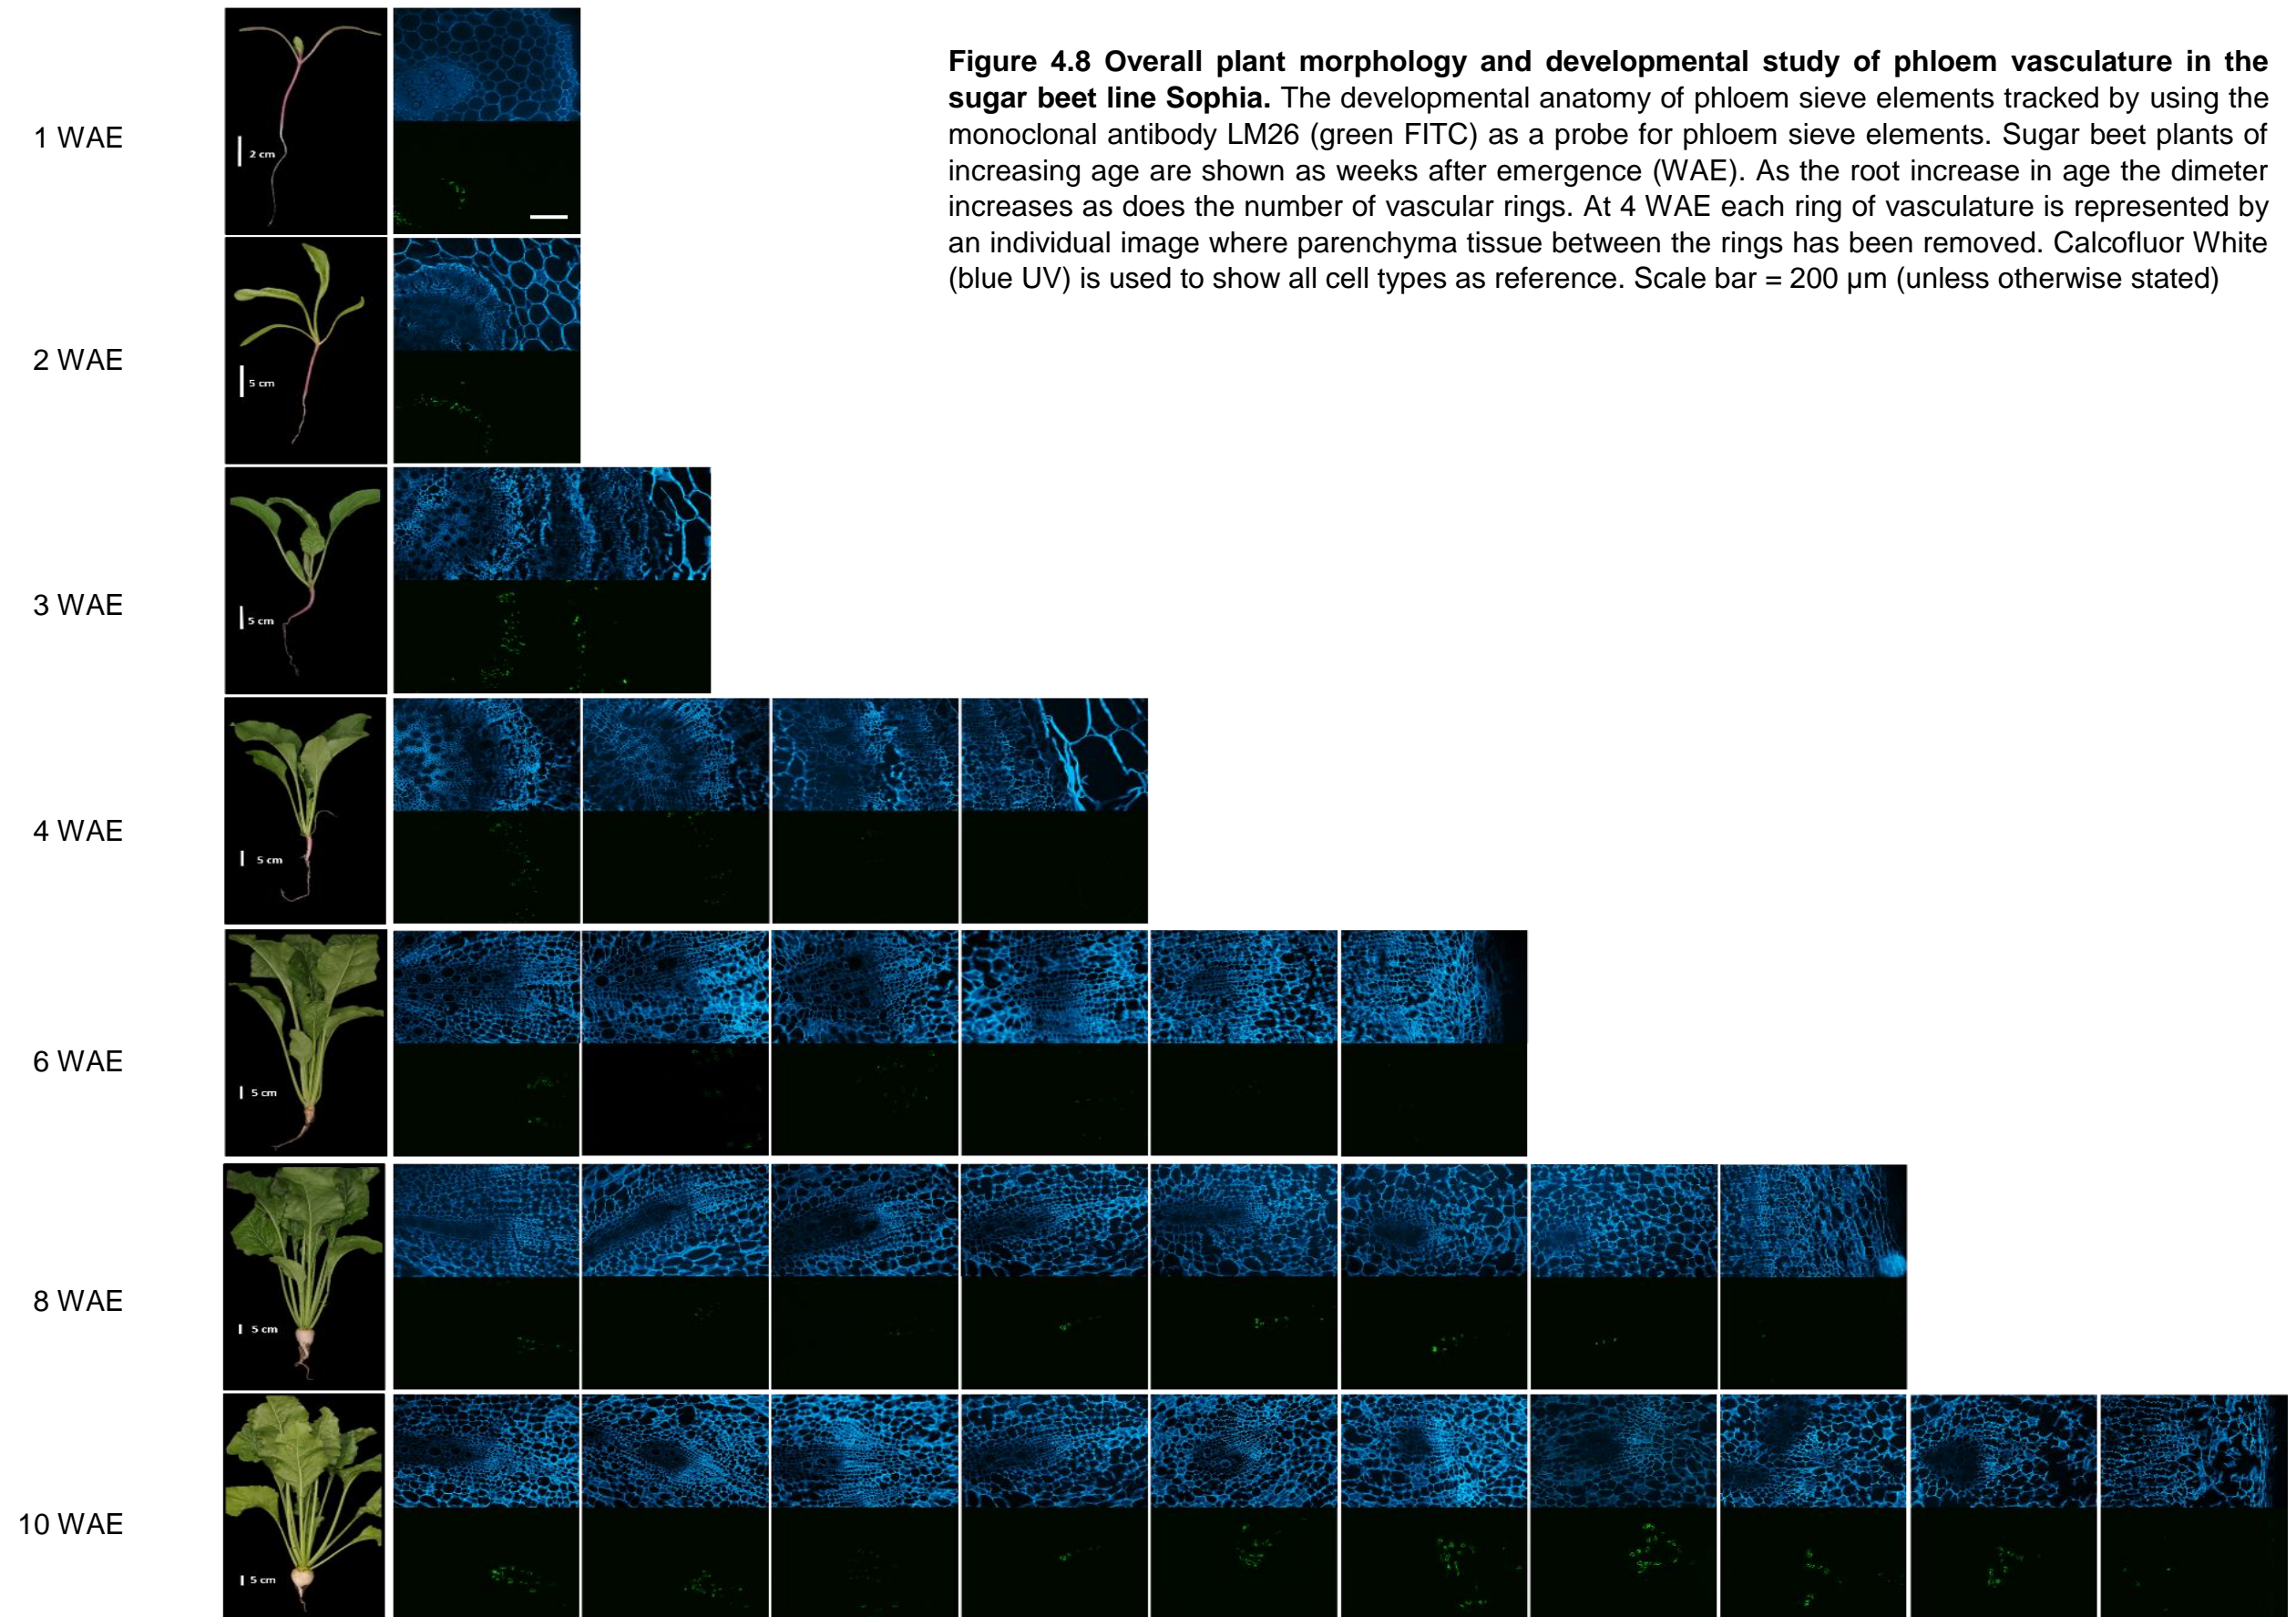 Figure 4.8 Overall plant morphology and developmental study of phloem vasculature in the
sugar beet line Sophia. The developmental anatomy of phloem sieve elements tracked by using the
monoclonal antibody LM26 (green FITC) as a probe for phloem sieve elements. Sugar beet plants of
increasing age are shown as weeks after emergence (WAE). As the root increase in age the dimeter
increases as does the number of vascular rings. At 4 WAE each ring of vasculature is represented by
an individual image where parenchyma tissue between the rings has been removed. Calcofluor White
(blue UV) is used to show all cell types as reference. Scale bar = 200 µm (unless otherwise stated)
1 WAE
2 cm
2 WAE
5 cm
3 WAE
5 cm
4 WAE
5 cm
6 WAE
5 cm
8 WAE
5 cm
10 WAE
5 cm